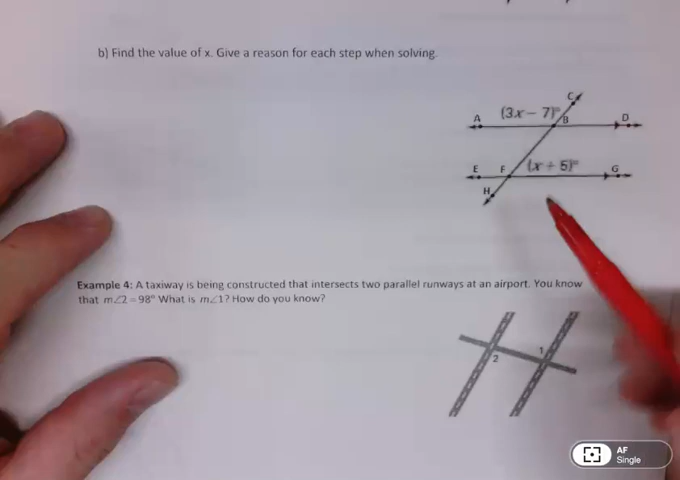 b) Find the value of x. Give a reason for each step when solving.
C
(3x − 7)°
A
B
D
E
F
(x + 5)°
G
H
Example 4: A taxiway is being constructed that intersects two parallel runways at an airport. You know
that m∠2 = 98° What is m∠1? How do you know?
1
2
AF
Single